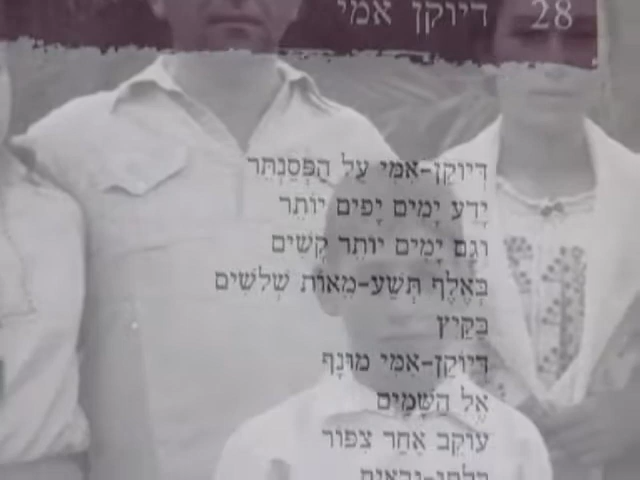 28 דיוקן אמי
דְּיוֹקַן-אִמִּי עַל הַפְּסַנְתֵּר
יָדַע יָמִים יָפִים יוֹתֵר
וְגַם יָמִים יוֹתֵר קָשִׁים
בְּאֶלֶף תְּשַׁע-מֵאוֹת שְׁלֹשִׁים
בַּקַּיִץ
דְּיוֹקַן-אִמִּי מוּנָף
אֶל הַשָּׁמַיִם
עוֹקֵב אַחַר צִפּוֹר